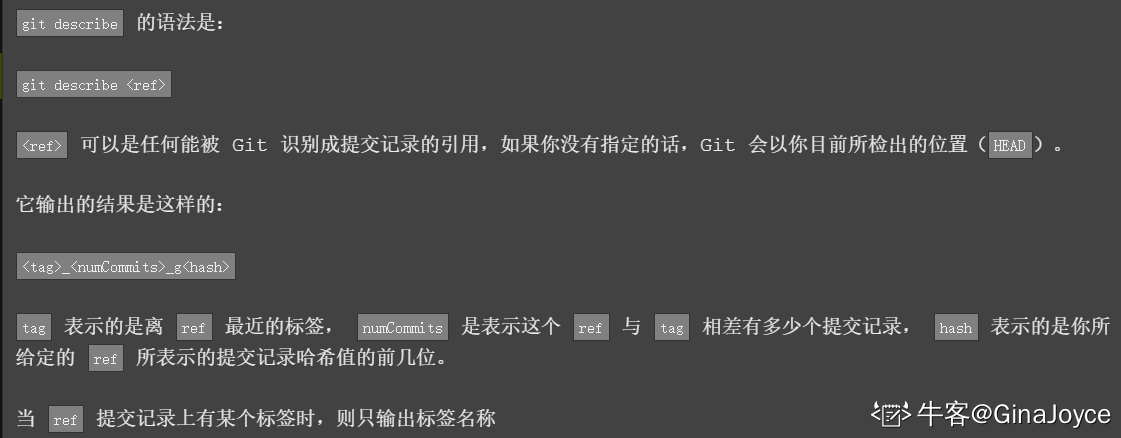 git describe 的语法是：
git describe <ref>
<ref> 可以是任何能被 Git 识别成提交记录的引用，如果你没有指定的话，Git 会以你目前所检出的位置（HEAD）。
它输出的结果是这样的：
<tag>_<numCommits>_g<hash>
tag 表示的是离 ref 最近的标签， numCommits 是表示这个 ref 与 tag 相差有多少个提交记录， hash 表示的是你所
给定的 ref 所表示的提交记录哈希值的前几位。
当 ref 提交记录上有某个标签时，则只输出标签名称
牛客@GinaJoyce